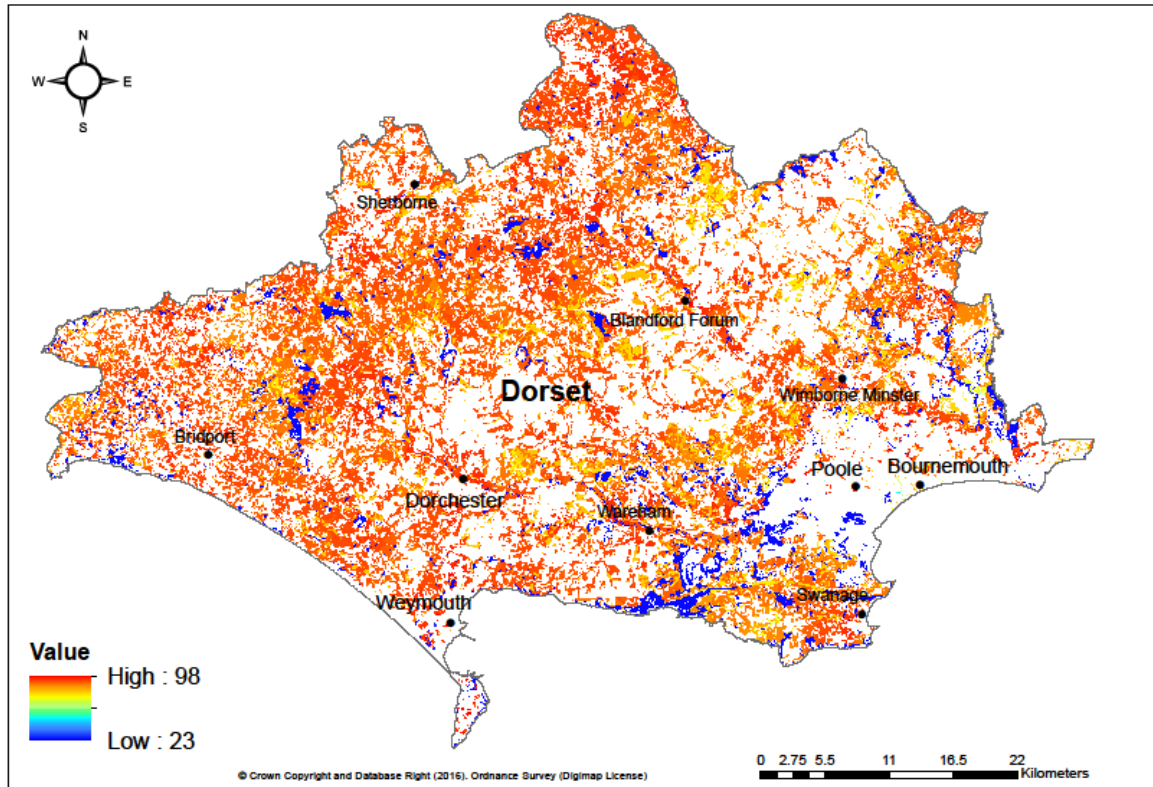 N
W E
S
Sherborne
Blandford Forum
Dorset
Wimborne Minster
Bridport
Poole
Bournemouth
Dorchester
Wareham
Swanage
Weymouth
Value
High : 98
Low : 23
0 2.75 5.5 11 16.5 22
Kilometers
© Crown Copyright and Database Right (2016). Ordnance Survey (Digimap License)